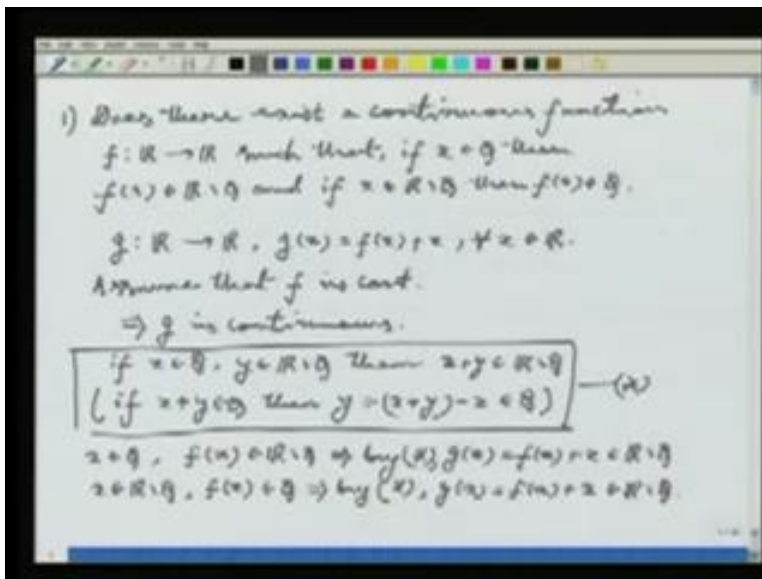 1) Does there exist a continuous function
f: ℝ → ℝ such that, if x ∈ ℚ then
f(x) ∈ ℝ\ℚ and if x ∈ ℝ\ℚ then f(x) ∈ ℚ.
g: ℝ → ℝ, g(x) = f(x) + x, ∀ x ∈ ℝ.
Assume that f is cont.
⇒ g is continuous.
if x ∈ ℚ, y ∈ ℝ\ℚ then x+y ∈ ℝ\ℚ
(if x+y ∈ ℚ then y = (x+y) - x ∈ ℚ) —(*)
x ∈ ℚ, f(x) ∈ ℝ\ℚ ⇒ by (*), g(x) = f(x) + x ∈ ℝ\ℚ
x ∈ ℝ\ℚ, f(x) ∈ ℚ ⇒ by (*), g(x) = f(x) + x ∈ ℝ\ℚ.